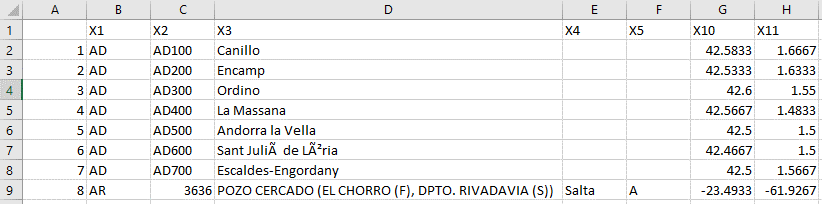 A B C D E F G H
1 X1 X2 X3 X4 X5 X10 X11
2 1 AD AD100 Canillo 42.5833 1.6667
3 2 AD AD200 Encamp 42.5333 1.6333
4 3 AD AD300 Ordino 42.6 1.55
5 4 AD AD400 La Massana 42.5667 1.4833
6 5 AD AD500 Andorra la Vella 42.5 1.5
7 6 AD AD600 Sant JuliÃ  de LÃ²ria 42.4667 1.5
8 7 AD AD700 Escaldes-Engordany 42.5 1.5667
9 8 AR 3636 POZO CERCADO (EL CHORRO (F), DPTO. RIVADAVIA (S)) Salta A -23.4933 -61.9267